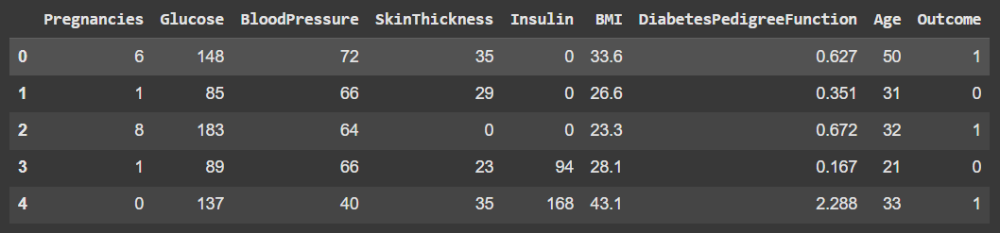 Pregnancies Glucose BloodPressure SkinThickness Insulin BMI DiabetesPedigreeFunction Age Outcome
0 6 148 72 35 0 33.6 0.627 50 1
1 1 85 66 29 0 26.6 0.351 31 0
2 8 183 64 0 0 23.3 0.672 32 1
3 1 89 66 23 94 28.1 0.167 21 0
4 0 137 40 35 168 43.1 2.288 33 1